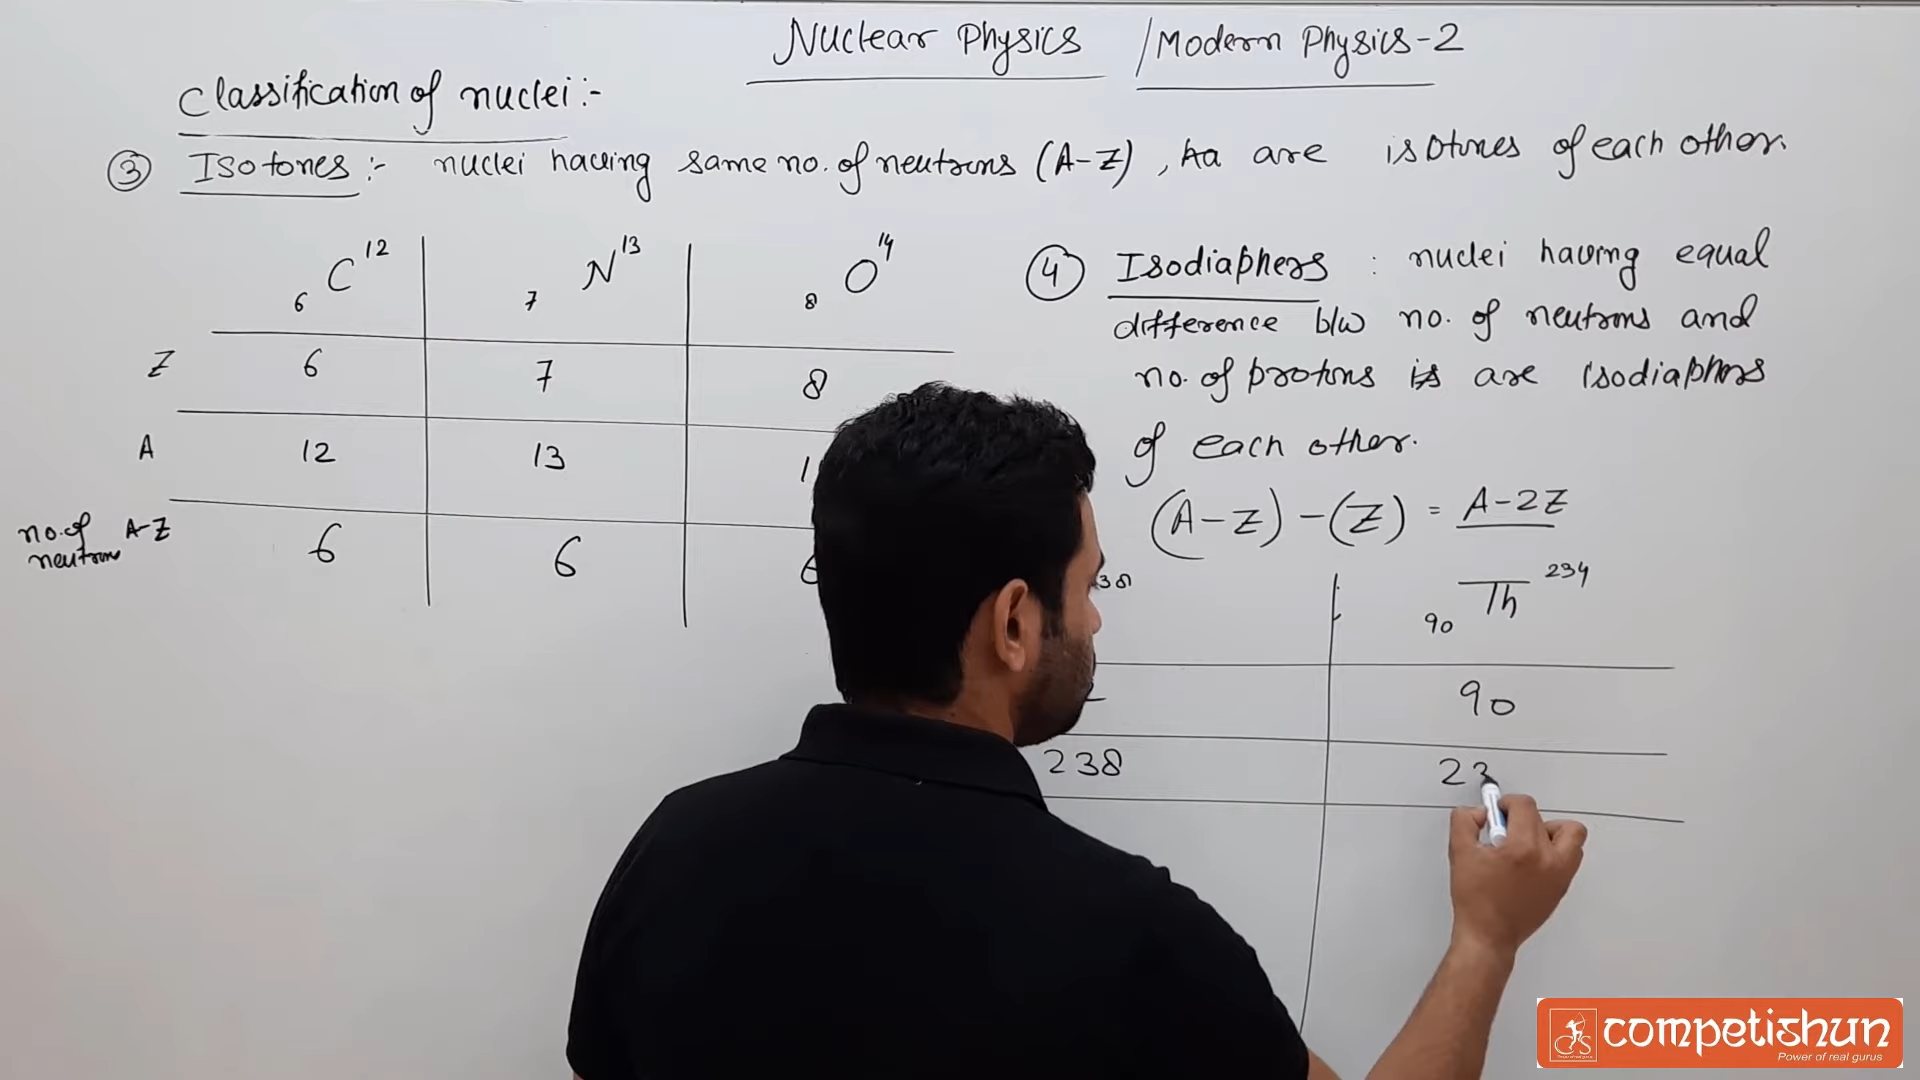 Nuclear Physics / Modern Physics-2
Classification of nuclei:-
③ Isotones:- nuclei having same no. of neutrons (A-Z), are isotones of each other.
₆C¹² ₇N¹³ ₈O¹⁴
Z 6 7 8
A 12 13
no. of neutrons A-Z 6 6
④ Isodiaphers : nuclei having equal
difference b/w no. of neutrons and
no. of protons are isodiaphers
of each other.
(A-Z)-(Z) = A-2Z
₉₀Th²³⁴
90
238 23
competishun
Power of real gurus